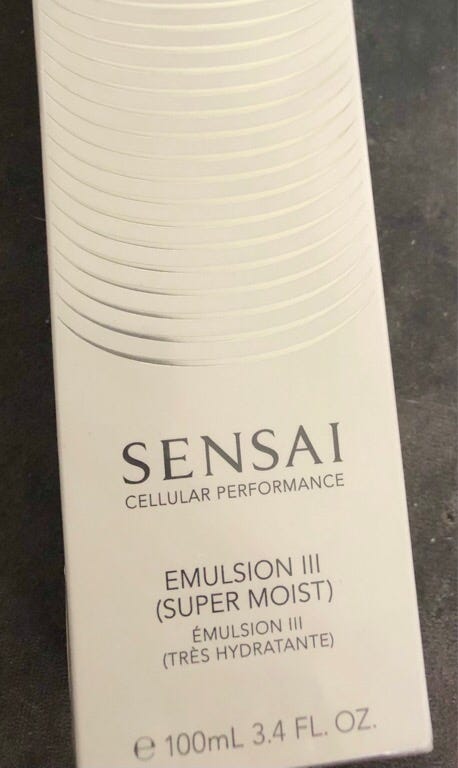 SENSAI
CELLULAR PERFORMANCE
EMULSION III
(SUPER MOIST)
ÉMULSION III
(TRÈS HYDRATANTE)
℮ 100mL 3.4 FL. OZ.